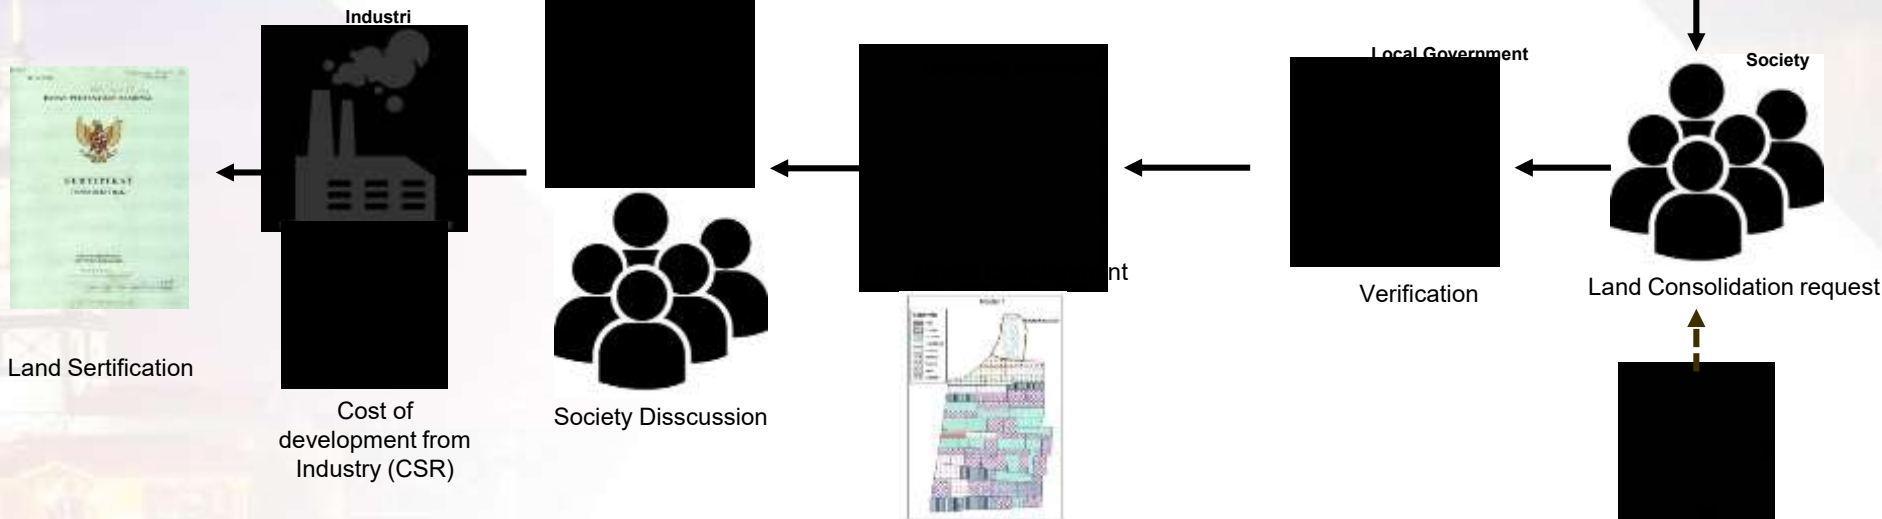 Industri
Local Government
Society
SERTIPIKAT
nt
Verification
Land Consolidation request
Land Sertification
Cost of
development from
Industry (CSR)
Society Disscussion